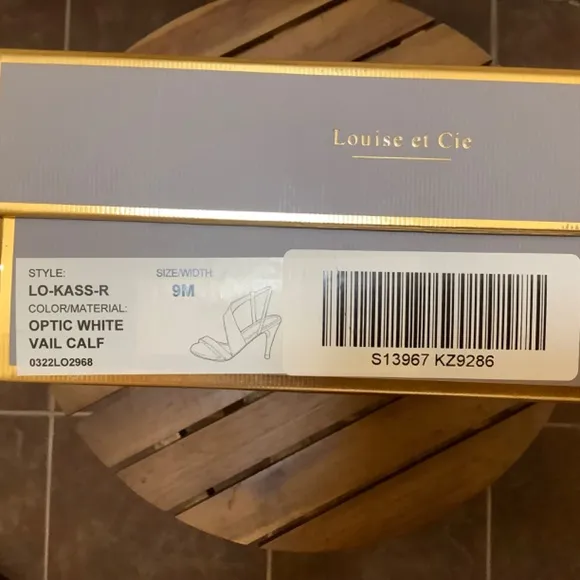 Louise et Cie
STYLE:
LO-KASS-R
SIZE/WIDTH:
9M
COLOR/MATERIAL:
OPTIC WHITE
VAIL CALF
0322LO2968
S13967 KZ9286